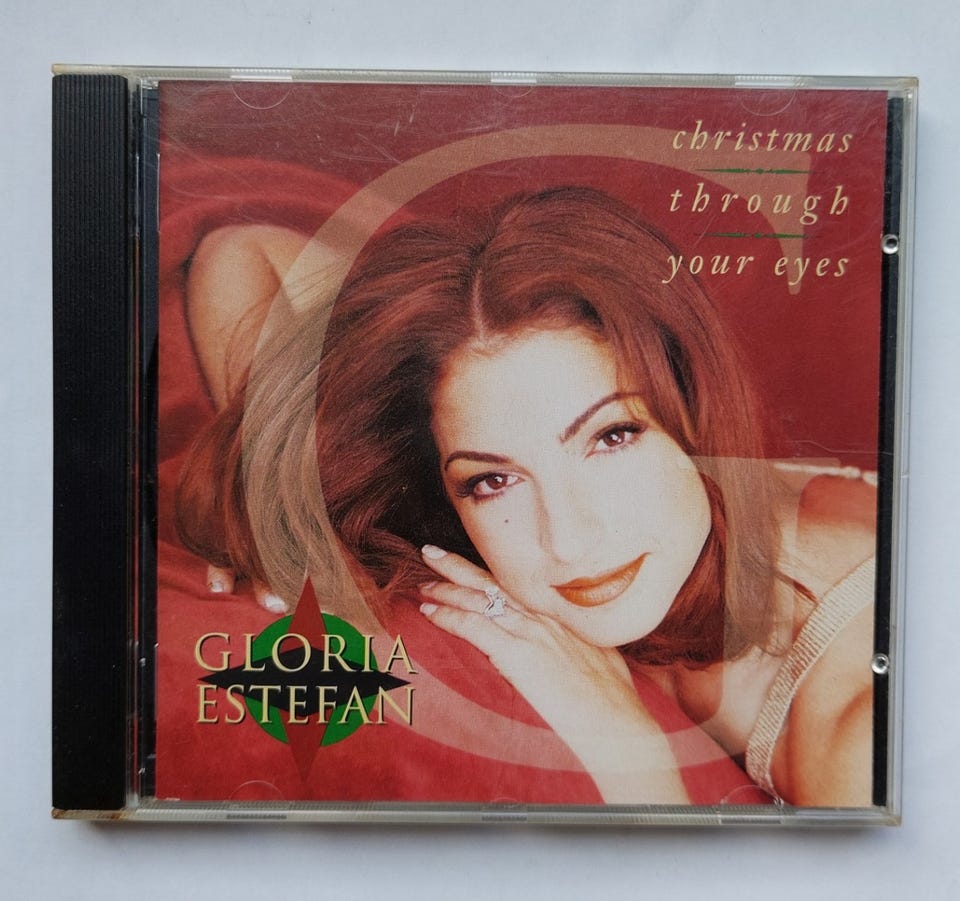 christmas
through
your eyes
GLORIA
ESTEFAN